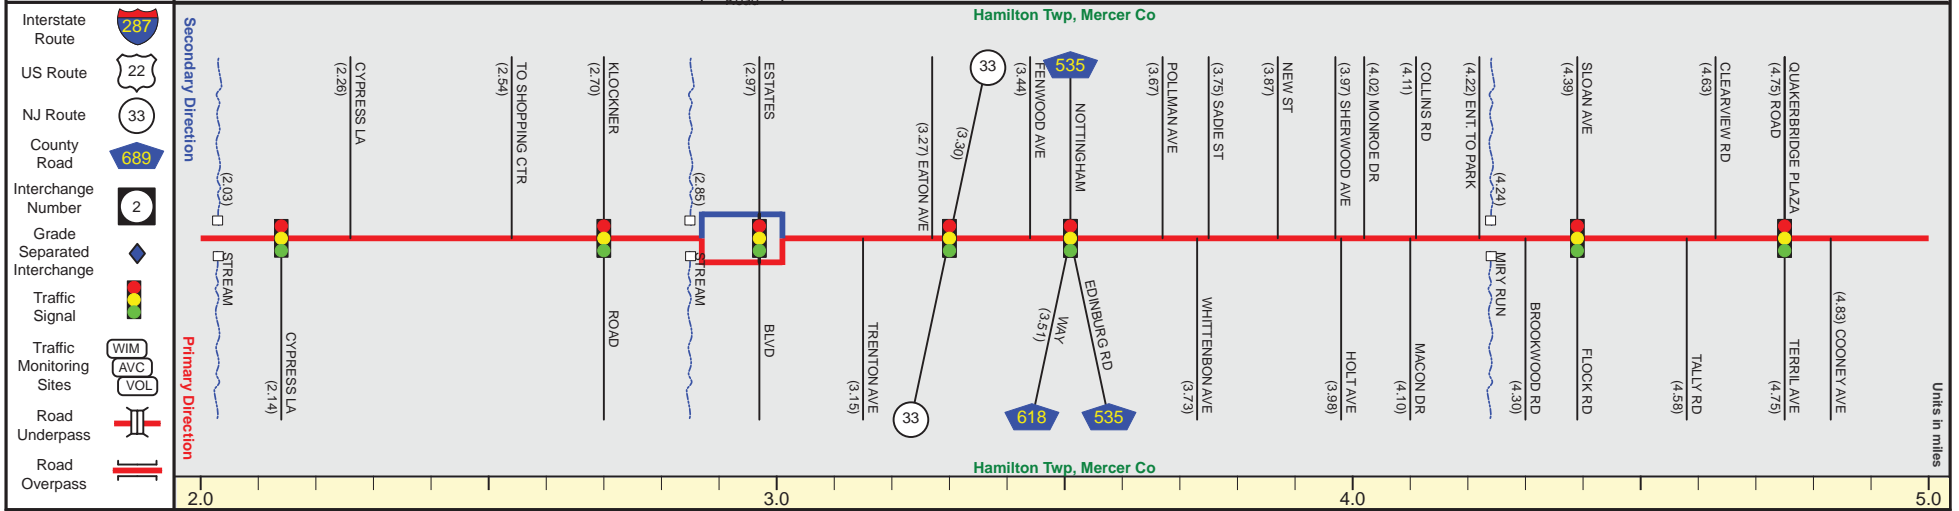 Interstate
Route
287
US Route
22
NJ Route
33
County
Road
689
Interchange
Number
2
Grade
Separated
Interchange
Traffic
Signal
Traffic
Monitoring
Sites
WIM
AVC
VOL
Road
Underpass
Road
Overpass
Secondary Direction
Primary Direction
Hamilton Twp, Mercer Co
(2.03)
STREAM
CYPRESS LA
(2.14)
CYPRESS LA
(2.26)
TO SHOPPING CTR
(2.54)
KLOCKNER
(2.70)
ROAD
(2.85)
STREAM
ESTATES
(2.97)
BLVD
TRENTON AVE
(3.15)
(3.27) EATON AVE
33
(3.30)
33
FENWOOD AVE
(3.44)
535
NOTTINGHAM
WAY
(3.51)
618
EDINBURG RD
535
POLLMAN AVE
(3.67)
WHITTENBON AVE
(3.73)
(3.75) SADIE ST
NEW ST
(3.87)
(3.97) SHERWOOD AVE
HOLT AVE
(3.98)
(4.02) MONROE DR
MACON DR
(4.10)
COLLINS RD
(4.11)
(4.22) ENT. TO PARK
(4.24)
MIRY RUN
BROOKWOOD RD
(4.30)
SLOAN AVE
(4.39)
FLOCK RD
TALLY RD
(4.58)
CLEARVIEW RD
(4.63)
QUAKERBRIDGE PLAZA
(4.75) ROAD
TERRIL AVE
(4.75)
(4.83) COONEY AVE
Units in miles
Hamilton Twp, Mercer Co
2.0
3.0
4.0
5.0